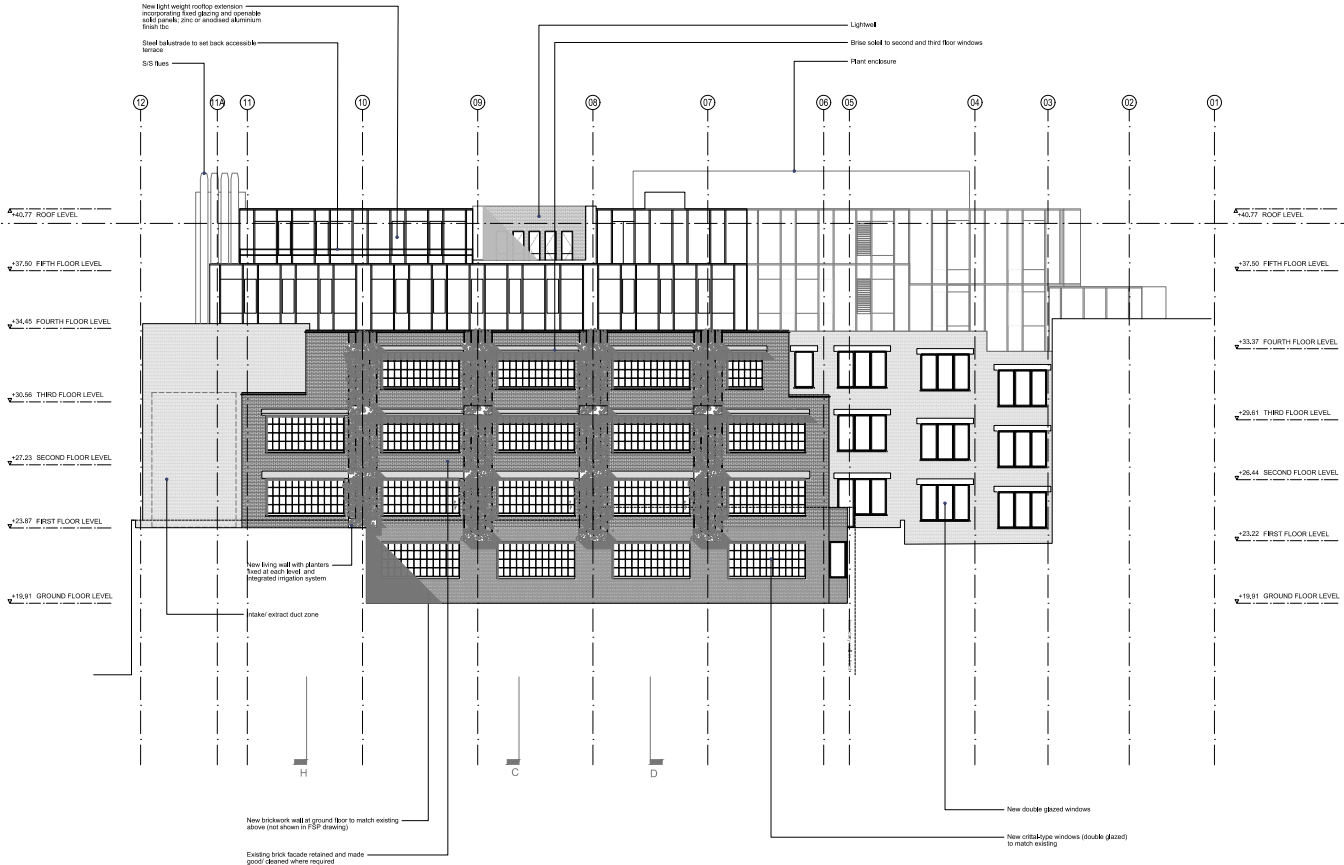 New light weight rooftop extension
incorporating fixed glazing and openable
solid panels; zinc or anodised aluminium
finish tbc
Steel balustrade to set back accessible
terrace
S/S flues
Lightwell
Brise soleil to second and third floor windows
Plant enclosure
12 11A 11 10 09 08 07 06 05 04 03 02 01
+40.77 ROOF LEVEL
+40.77 ROOF LEVEL
+37.50 FIFTH FLOOR LEVEL
+37.50 FIFTH FLOOR LEVEL
+34.45 FOURTH FLOOR LEVEL
+33.37 FOURTH FLOOR LEVEL
+30.56 THIRD FLOOR LEVEL
+29.61 THIRD FLOOR LEVEL
+27.23 SECOND FLOOR LEVEL
+26.44 SECOND FLOOR LEVEL
+23.87 FIRST FLOOR LEVEL
+23.22 FIRST FLOOR LEVEL
New living wall with planters
fixed at each level and
integrated irrigation system
+19.91 GROUND FLOOR LEVEL
+19.91 GROUND FLOOR LEVEL
Intake/ extract duct zone
H C D
New double glazed windows
New brickwork wall at ground floor to match existing
above (not shown in FSP drawing)
New crittal-type windows (double glazed)
to match existing
Existing brick facade retained and made
good/ cleaned where required